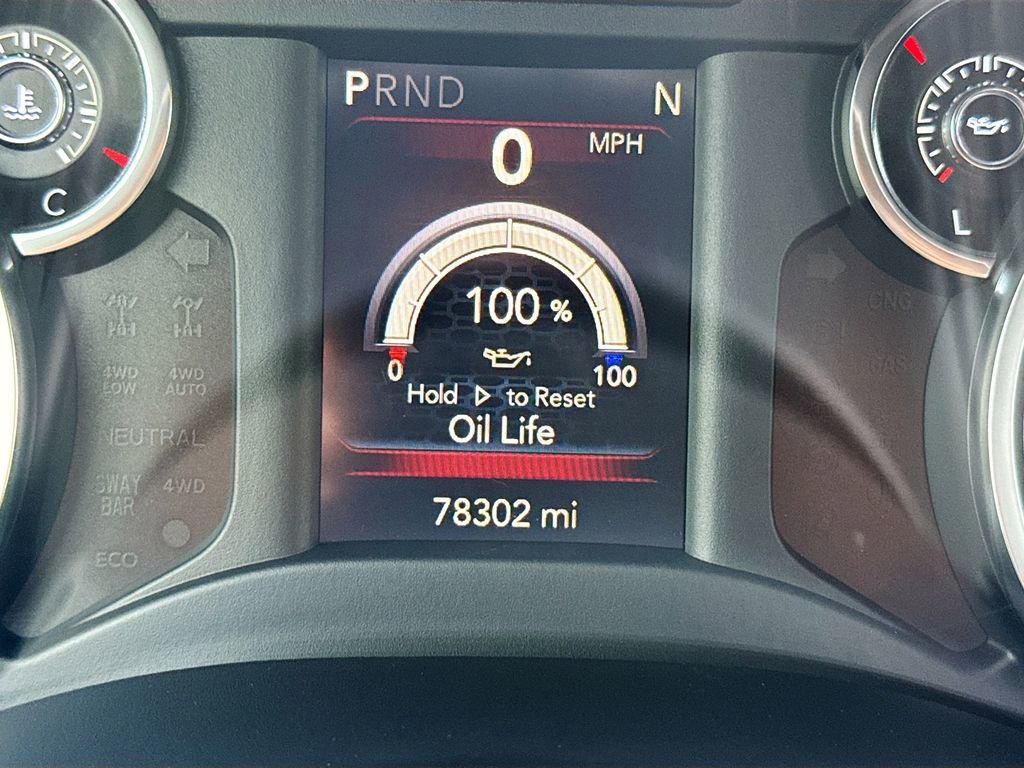 PRND N
0 MPH
C
L
100 %
0 100
Hold ▷ to Reset
Oil Life
78302 mi
4WD LOW
4WD AUTO
NEUTRAL
SWAY BAR
4WD
ECO
CNG
GAS